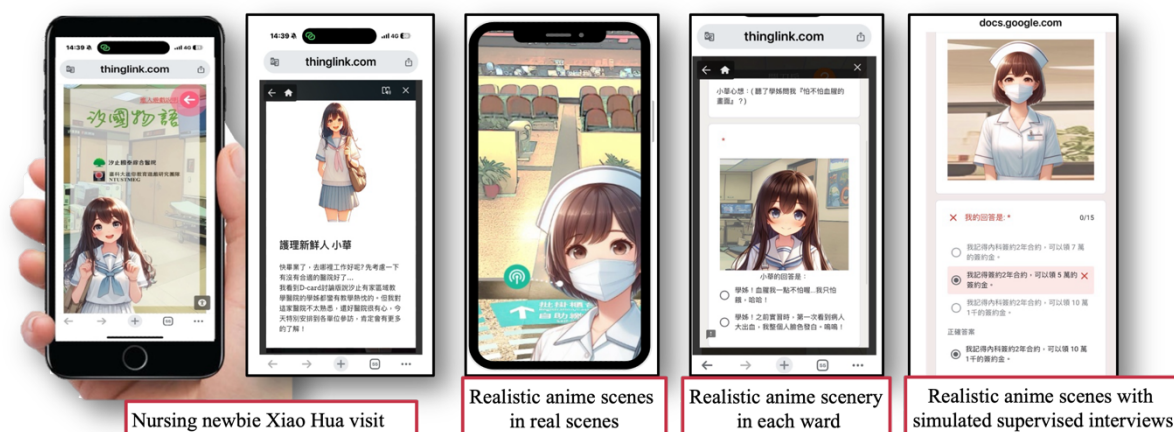 14:39
4G
thinglink.com
汐國物語
汐止國泰綜合醫院
NTUSTMEG
Nursing newbie Xiao Hua visit
14:39
4G
thinglink.com
護理新鮮人 小華
快畢業了，去哪裡工作好呢？先考慮一下
有沒有合適的醫院好了...
我看到D-card討論版說汐止有家區域教
學醫院的學姊都蠻有教學熱忱的。但我對
這家醫院不太熟悉，還好醫院很有心，今
天特別安排到各單位參訪，肯定會有更多
的了解！
Realistic anime scenes
in real scenes
thinglink.com
小華心想：(聽了學姊問我『怕不怕血腥的
畫面』？)
*
小華的回答是：
學姊！血腥我一點不怕喔...我只怕
餓，哈哈！
學姊！之前實習時，第一次看到病人
大出血，我整個人臉色發白。嗚嗚！
Realistic anime scenery
in each ward
docs.google.com
我的回答是: *
0/15
我記得內科簽約2年合約，可以領 7 萬
的簽約金。
我記得簽約2年合約，可以領 5 萬的
簽約金。
我記得內科簽約2年合約，可以領 10 萬
1千的簽約金。
正確答案
我記得內科簽約2年合約，可以領 10 萬
1千的簽約金。
Realistic anime scenes with
simulated supervised interviews